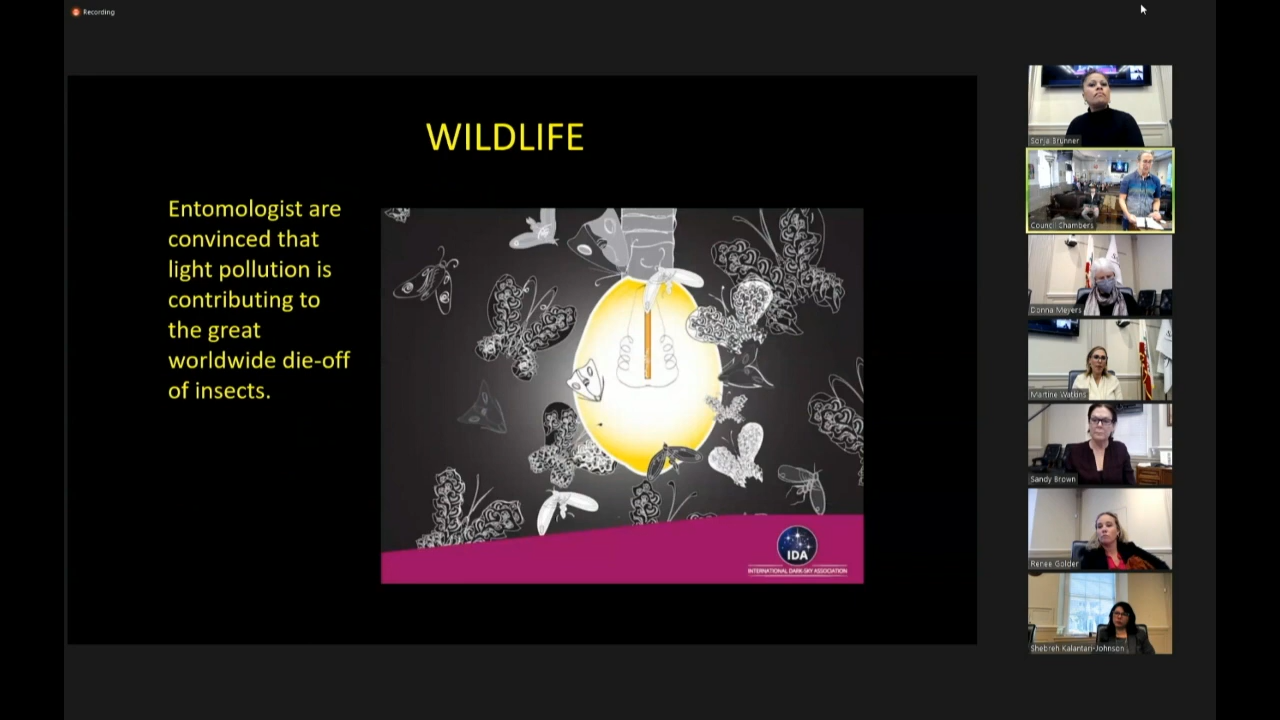 Recording
WILDLIFE
Entomologist are
convinced that
light pollution is
contributing to
the great
worldwide die-off
of insects.
IDA
INTERNATIONAL DARK-SKY ASSOCIATION
Sonja Brunner
Council Chambers
Donna Meyers
Martine Watkins
Sandy Brown
Renee Golder
Shebreh Kalantari-Johnson